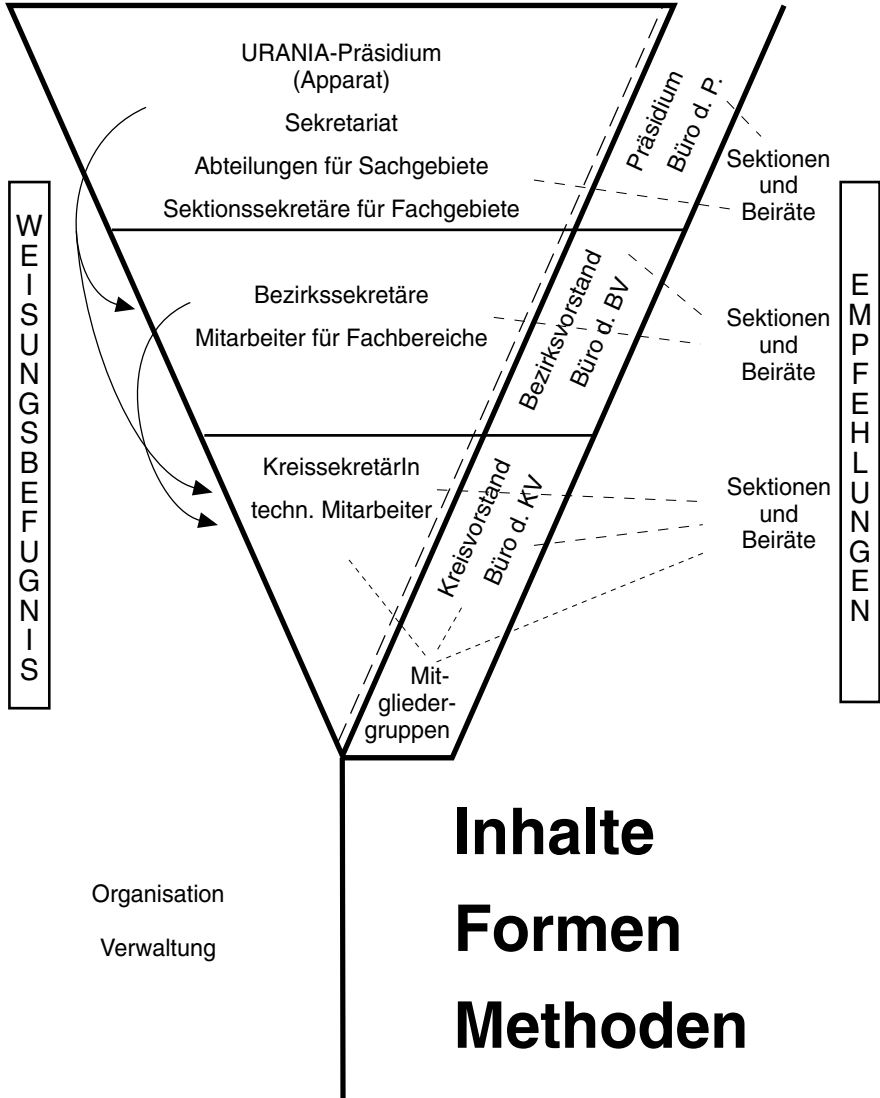 URANIA-Präsidium
(Apparat)
Sekretariat
Abteilungen für Sachgebiete
Sektionssekretäre für Fachgebiete
Präsidium
Büro d. P.
Sektionen
und
Beiräte
WEISUNGSBEFUGNIS
Bezirkssekretäre
Mitarbeiter für Fachbereiche
Bezirksvorstand
Büro d. BV
Sektionen
und
Beiräte
EMPFEHLUNGEN
KreissekretärIn
techn. Mitarbeiter
Kreisvorstand
Büro d. KV
Sektionen
und
Beiräte
Mit-
glieder-
gruppen
Organisation
Verwaltung
Inhalte
Formen
Methoden